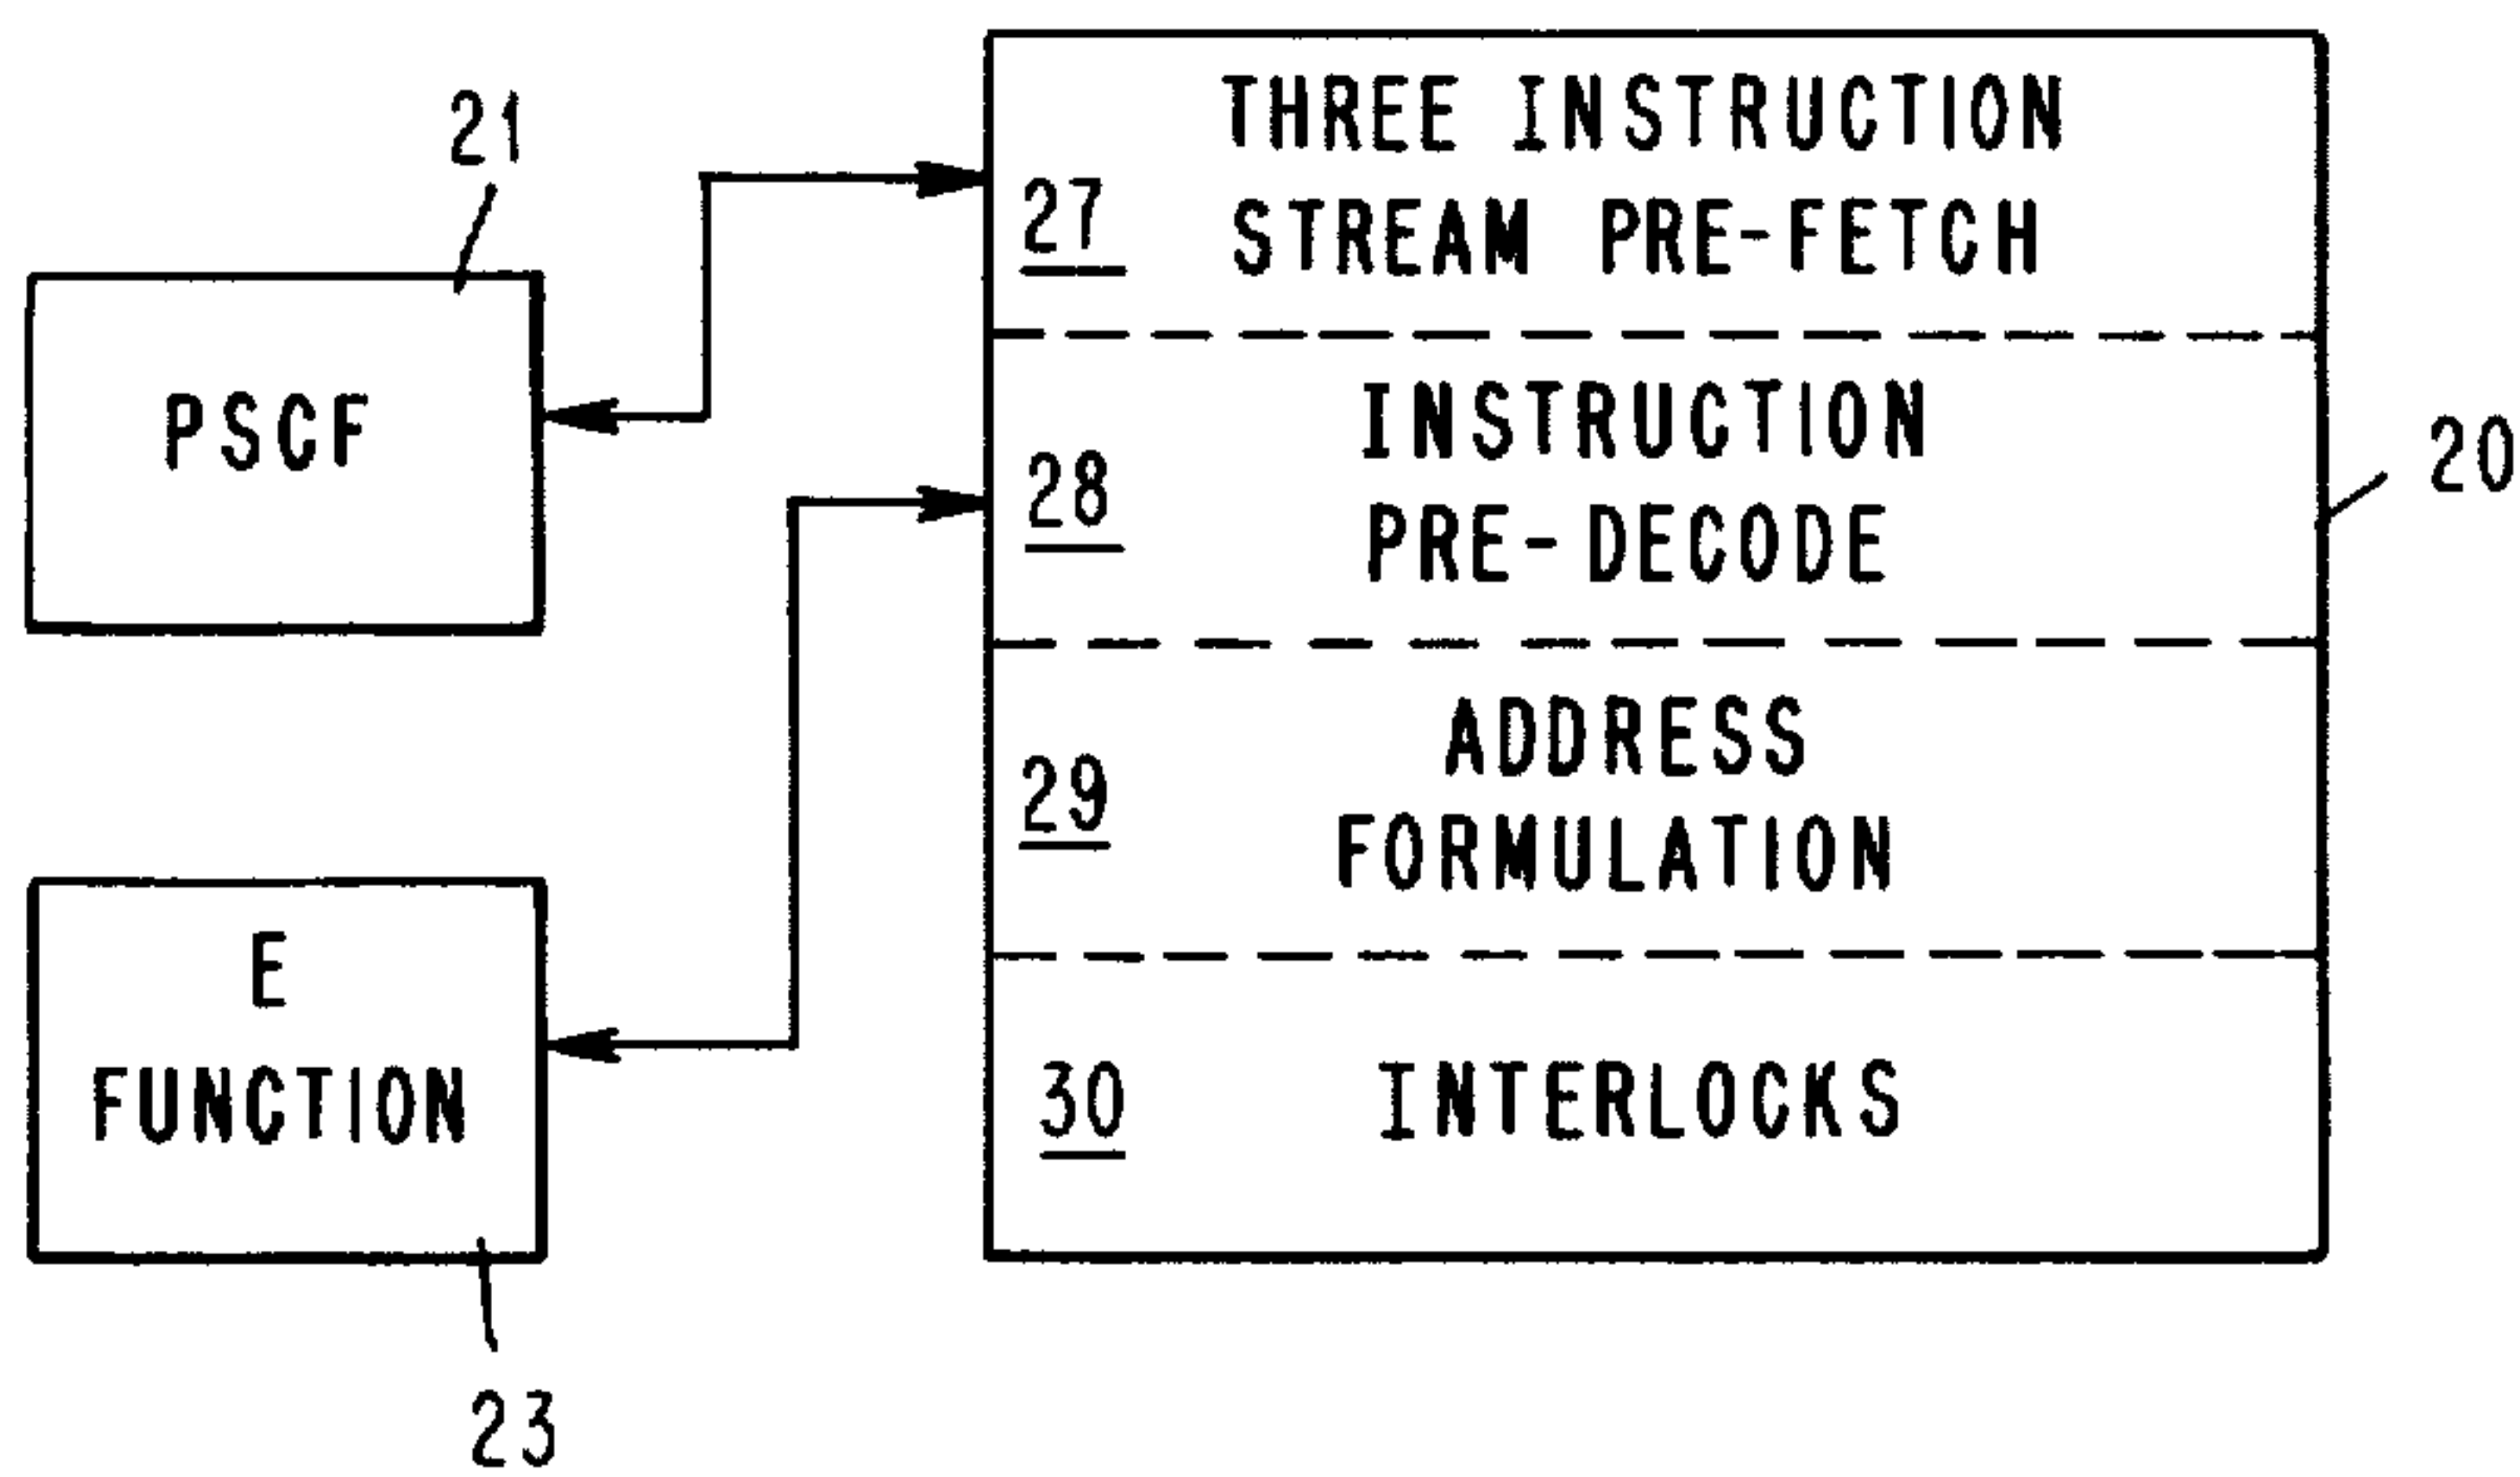 21
PSCF
E
FUNCTION
23
THREE INSTRUCTION
27 STREAM PRE-FETCH
INSTRUCTION
28
PRE-DECODE
ADDRESS
29
FORMULATION
30 INTERLOCKS
20